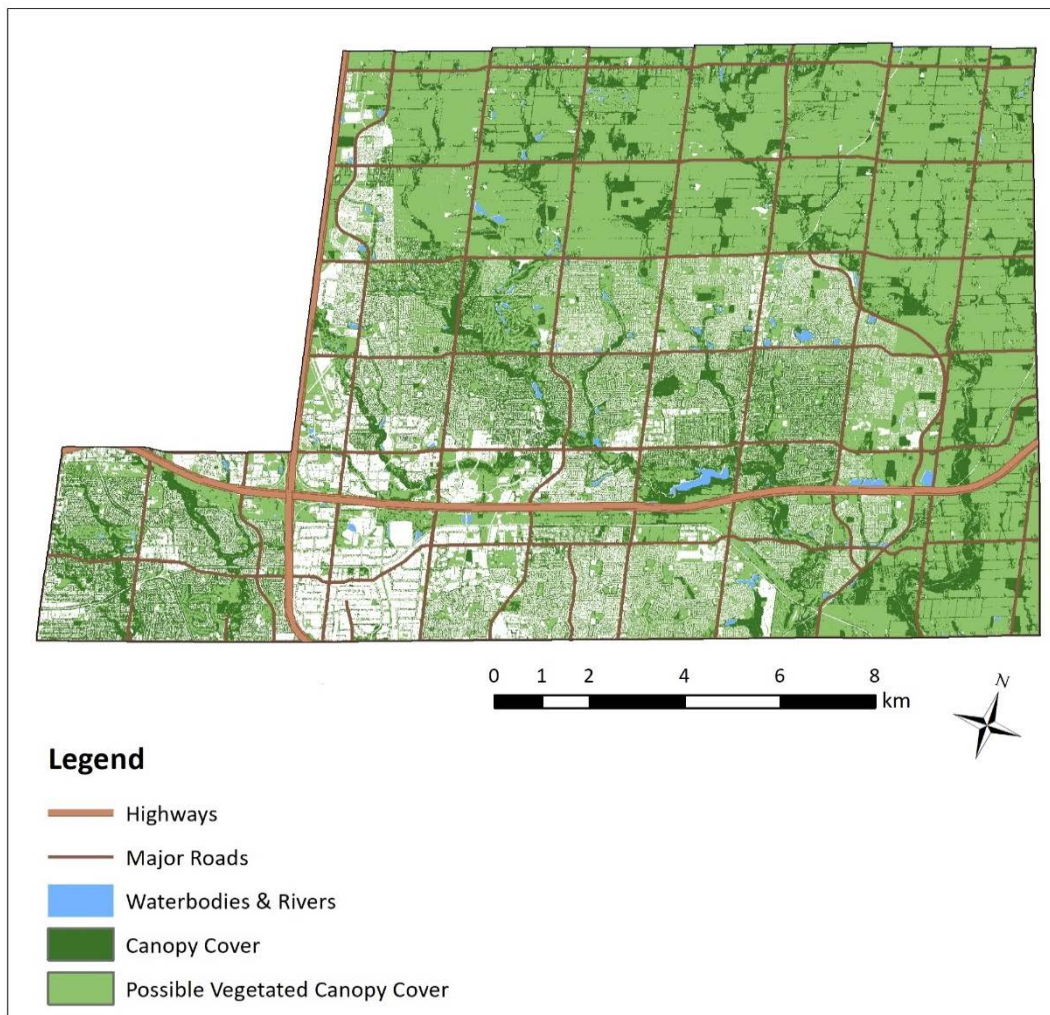 0 1 2 4 6 8
km
N
Legend
Highways
Major Roads
Waterbodies & Rivers
Canopy Cover
Possible Vegetated Canopy Cover